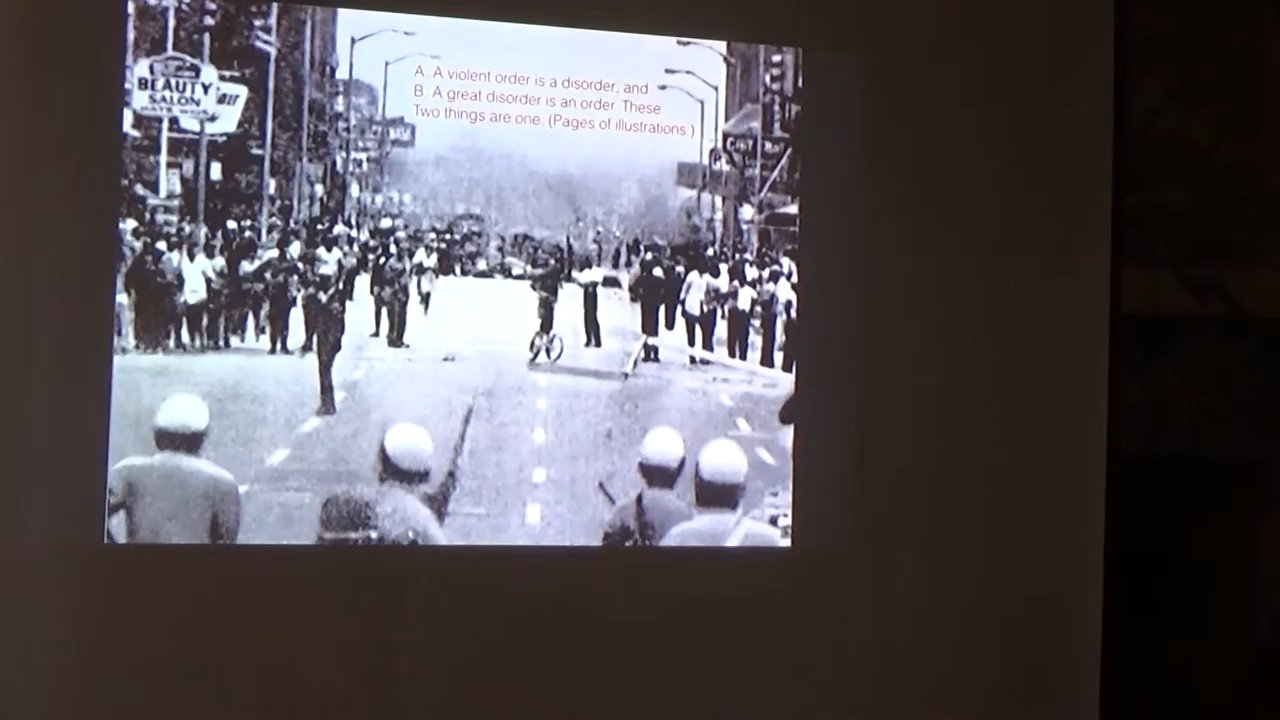 A. A violent order is a disorder, and
B. A great disorder is an order. These
Two things are one. (Pages of illustrations.)
BEAUTY
SALON